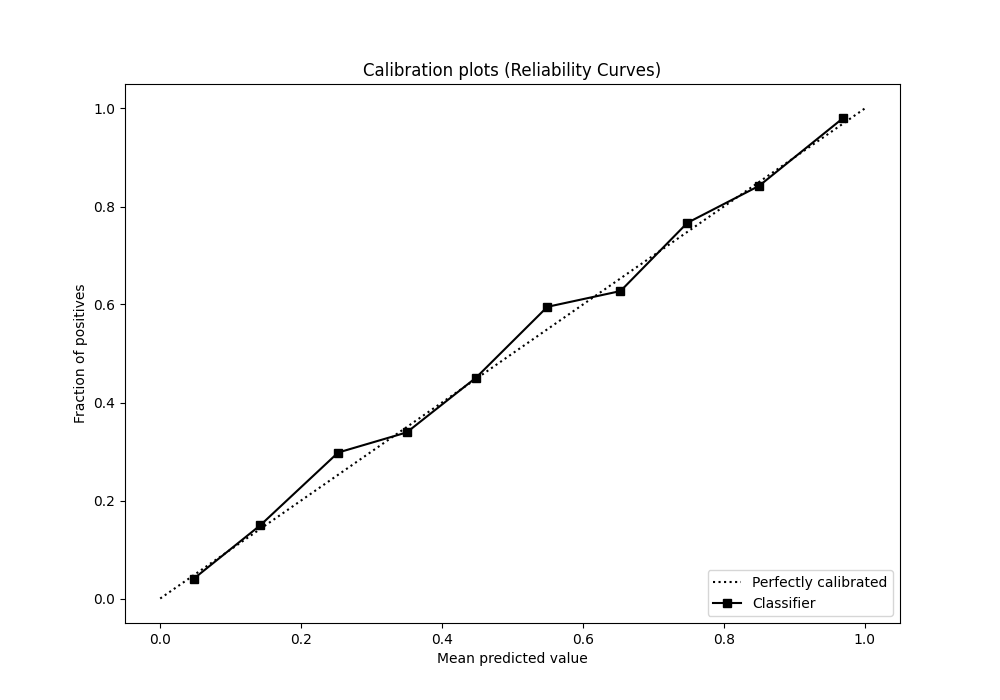 Calibration plots (Reliability Curves)
1.0
0.8
0.6
0.4
0.2
0.0
Fraction of positives
0.0 0.2 0.4 0.6 0.8 1.0
Mean predicted value
Perfectly calibrated
Classifier